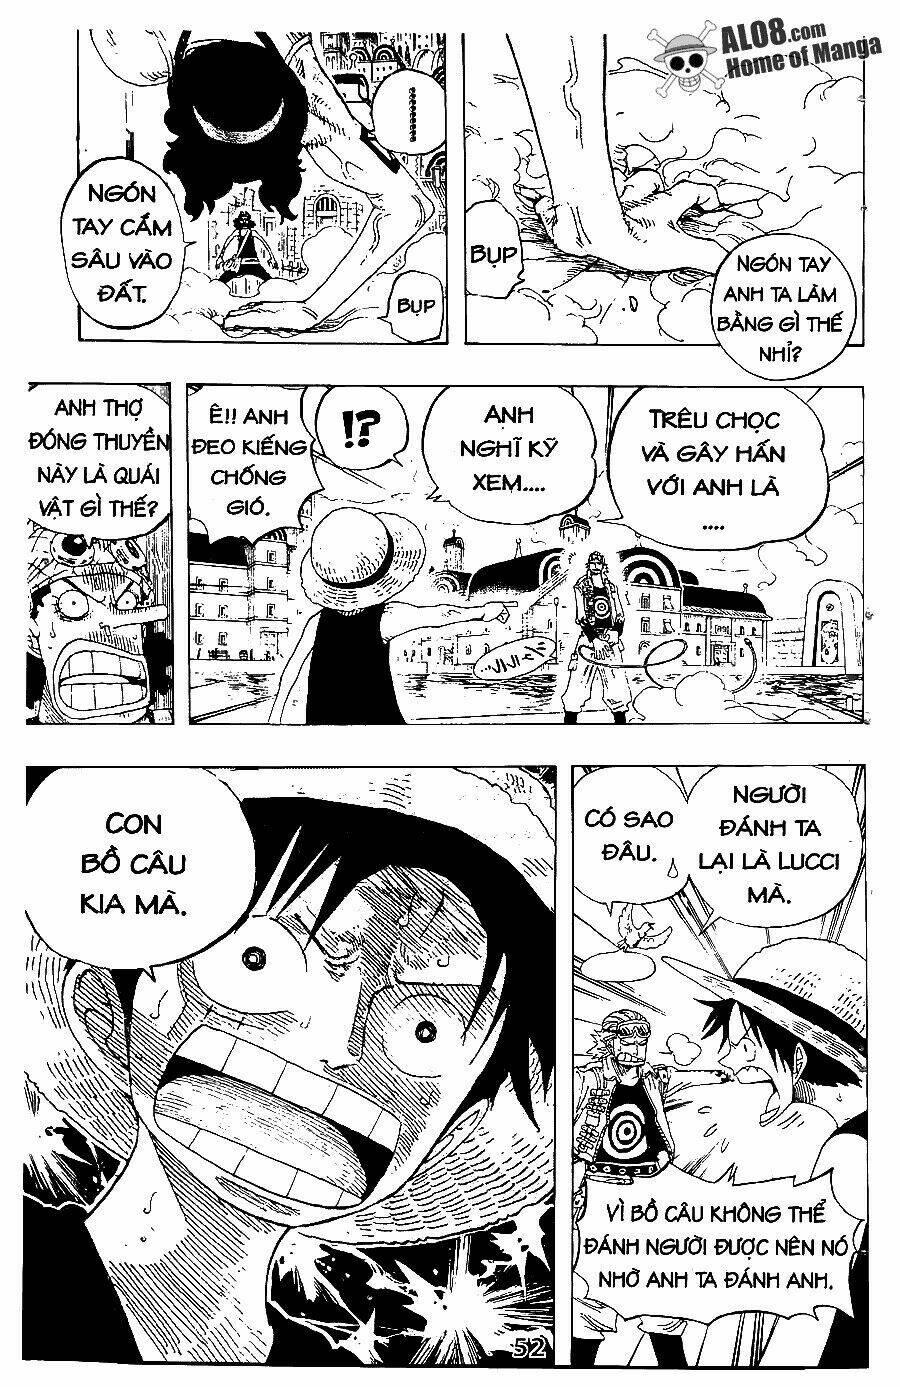 ALO8.com
Home of Manga
BỤP
NGÓN TAY
ANH TA LÀM
BẰNG GÌ THẾ
NHỈ?
..........
NGÓN
TAY CẮM
SÂU VÀO
ĐẤT.
BỤP
TRÊU CHỌC
VÀ GÂY HẤN
VỚI ANH LÀ
....
ANH
NGHĨ KỸ
XEM....
!?
Ê!! ANH
ĐEO KIẾNG
CHỐNG
GIÓ.
ANH THỢ
ĐÓNG THUYỀN
NÀY LÀ QUÁI
VẬT GÌ THẾ?
NGƯỜI
ĐÁNH TA
LẠI LÀ LUCCI
MÀ.
CÓ SAO
ĐÂU.
VÌ BỒ CÂU KHÔNG THỂ
ĐÁNH NGƯỜI ĐƯỢC NÊN NÓ
NHỜ ANH TA ĐÁNH ANH.
CON
BỒ CÂU
KIA MÀ.
52